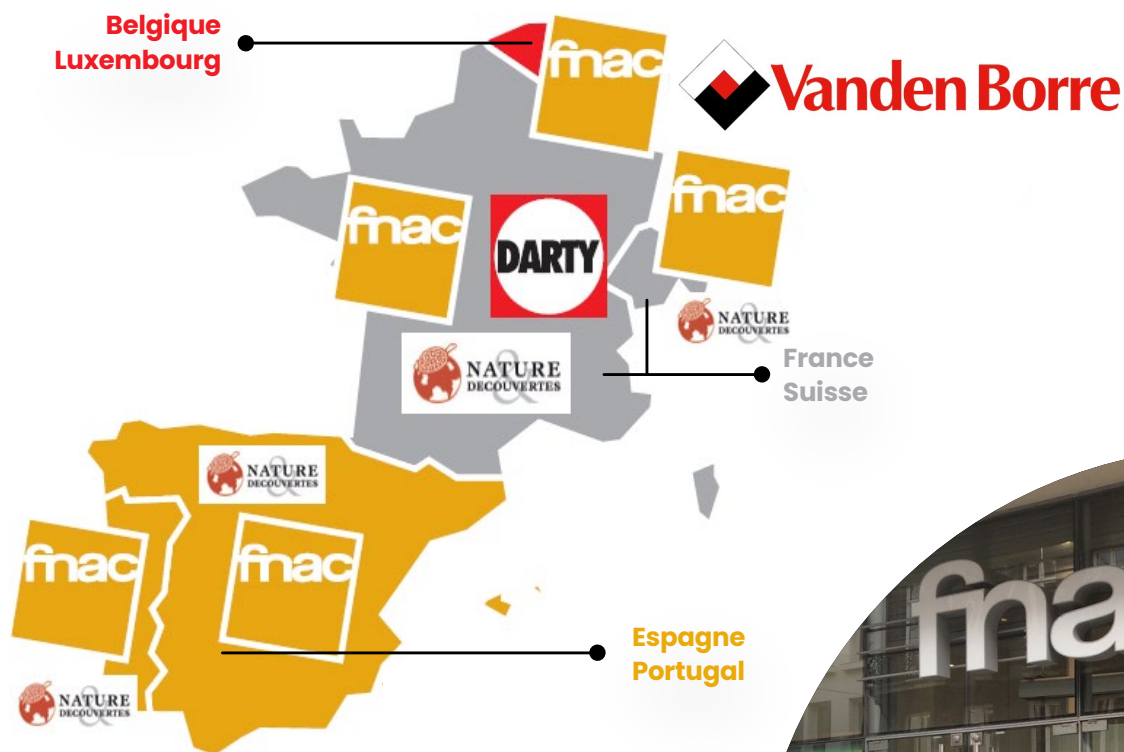 Belgique
Luxembourg
fnac
Vanden Borre
fnac
fnac
DARTY
NATURE
&
DECOUVERTES
NATURE
&
DECOUVERTES
France
Suisse
NATURE
&
DECOUVERTES
fnac
fnac
Espagne
Portugal
NATURE
&
DECOUVERTES
fna